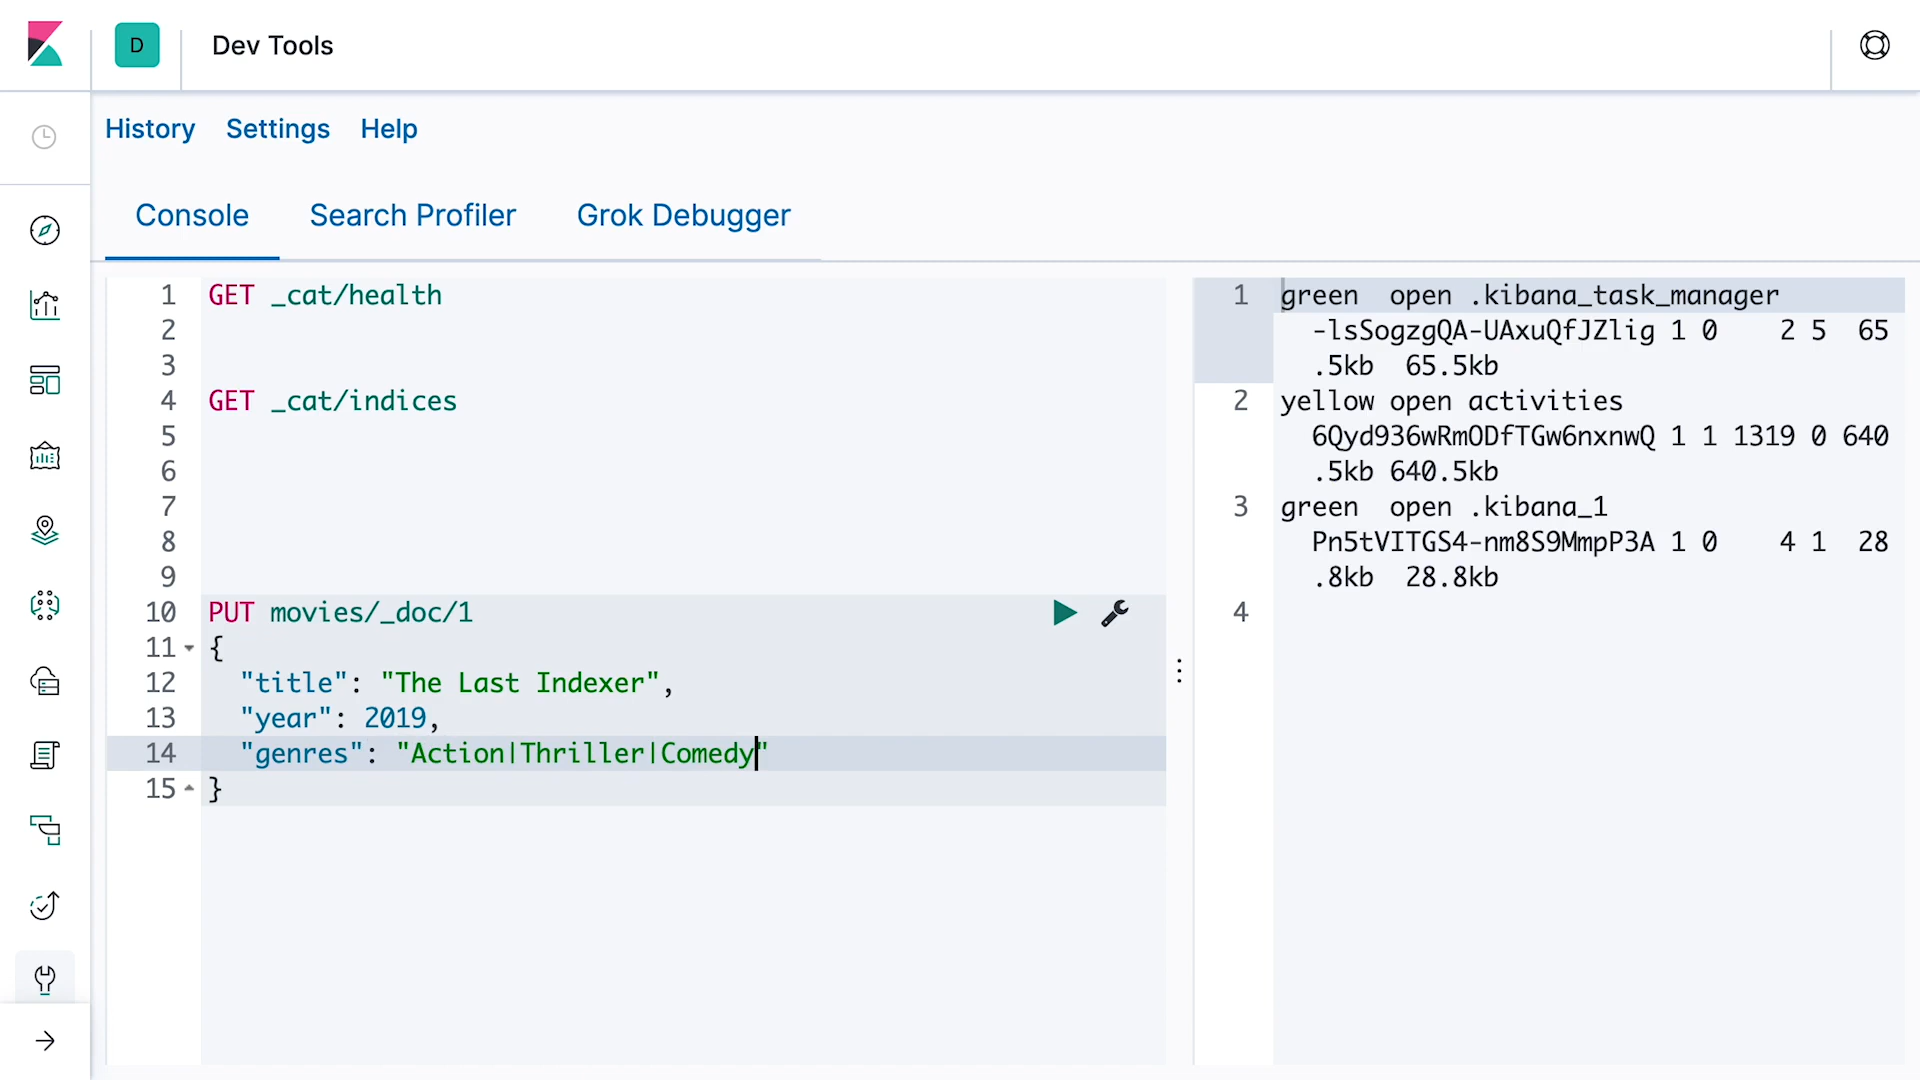 D
Dev Tools
History Settings Help
Console Search Profiler Grok Debugger
1 GET _cat/health
2
3
4 GET _cat/indices
5
6
7
8
9
10 PUT movies/_doc/1
11 {
12 "title": "The Last Indexer",
13 "year": 2019,
14 "genres": "Action|Thriller|Comedy"
15 }
1 green open .kibana_task_manager
-lsSogzgQA-UAxuQfJZlig 1 0 2 5 65
.5kb 65.5kb
2 yellow open activities
6Qyd936wRmODfTGw6nxnwQ 1 1 1319 0 640
.5kb 640.5kb
3 green open .kibana_1
Pn5tVITGS4-nm8S9MmpP3A 1 0 4 1 28
.8kb 28.8kb
4